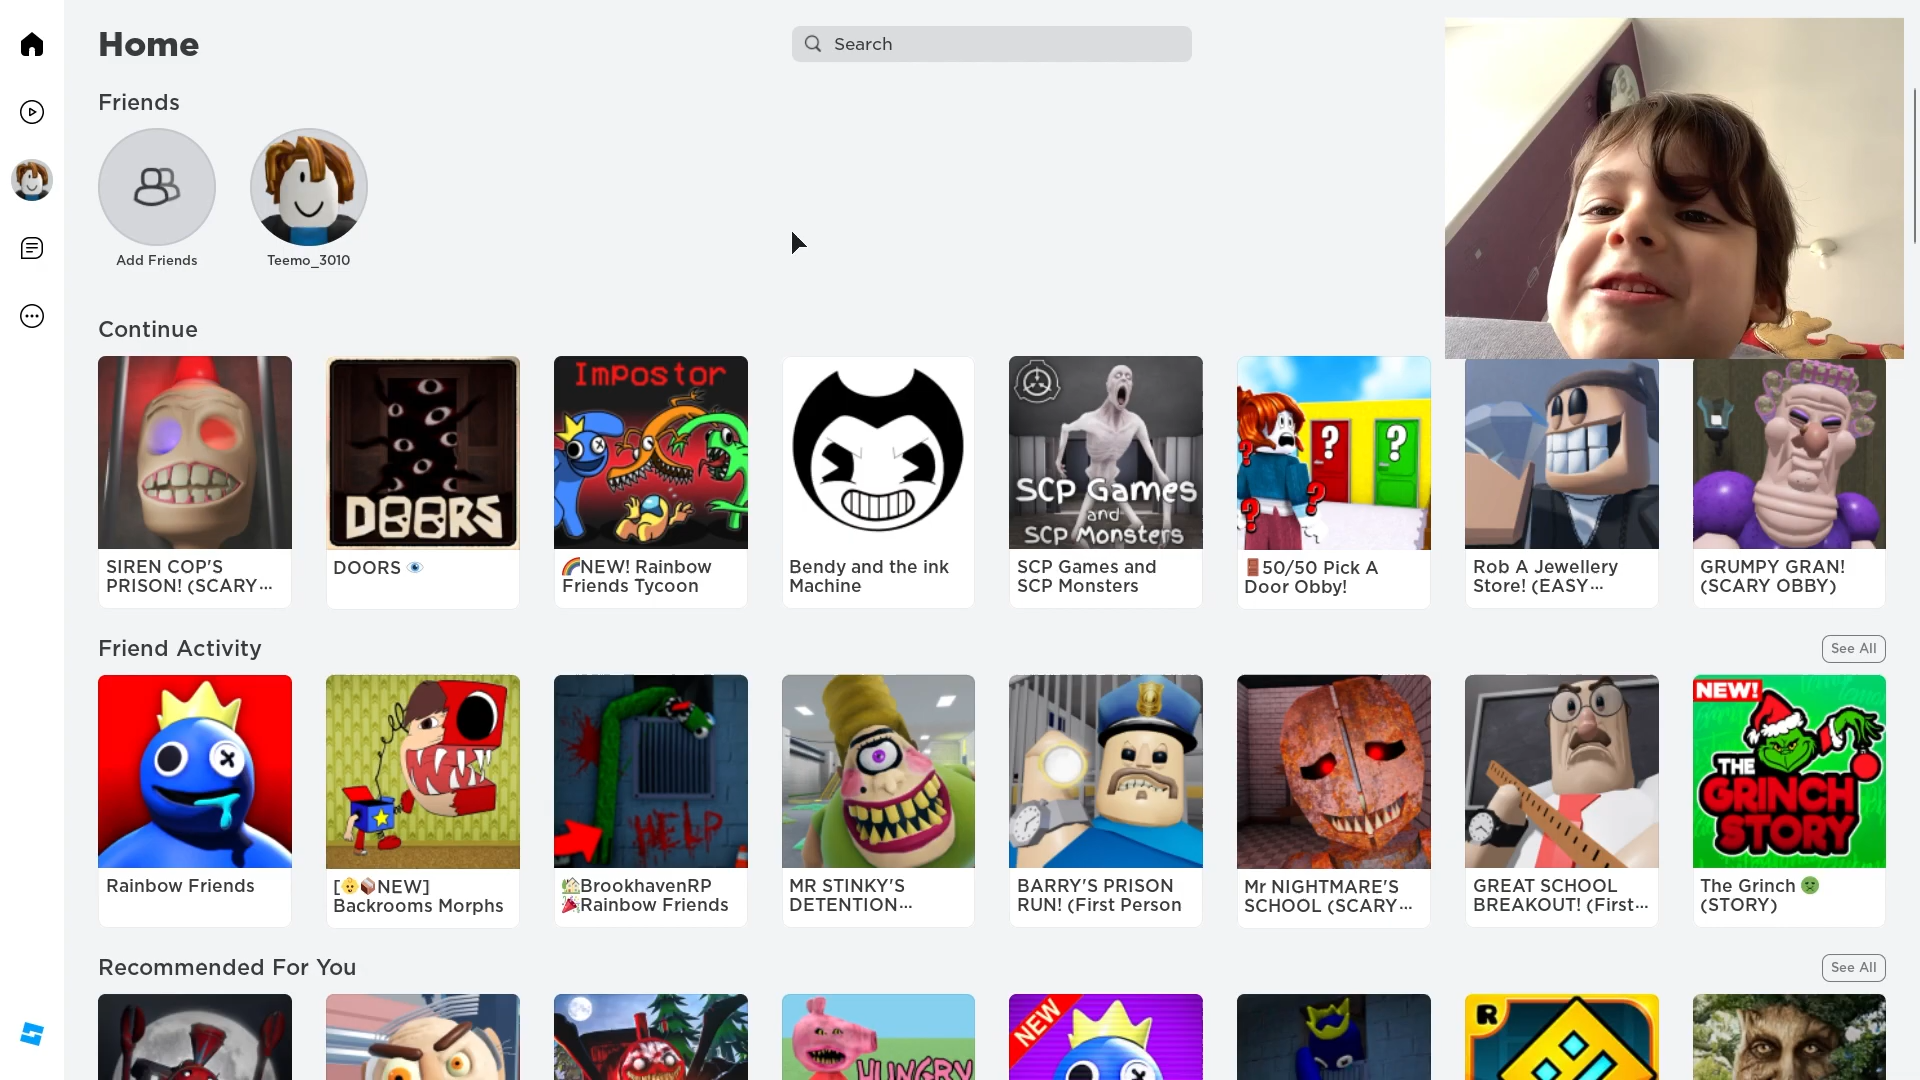 Home
Search
Friends
Add Friends
Teemo_3010
Continue
Impostor
DOORS
SCP Games
and
SCP Monsters
?
?
?
?
?
SIREN COP'S
PRISON! (SCARY...
DOORS 👁
🌈NEW! Rainbow
Friends Tycoon
Bendy and the ink
Machine
SCP Games and
SCP Monsters
🚪50/50 Pick A
Door Obby!
Rob A Jewellery
Store! (EASY...
GRUMPY GRAN!
(SCARY OBBY)
Friend Activity
See All
HELP
NEW!
THE
GRINCH
STORY
Rainbow Friends
[🌝📦NEW]
Backrooms Morphs
🏡BrookhavenRP
🎉Rainbow Friends
MR STINKY'S
DETENTION...
BARRY'S PRISON
RUN! (First Person
Mr NIGHTMARE'S
SCHOOL (SCARY...
GREAT SCHOOL
BREAKOUT! (First...
The Grinch 🤢
(STORY)
Recommended For You
See All
HUNGRY
NEW
R